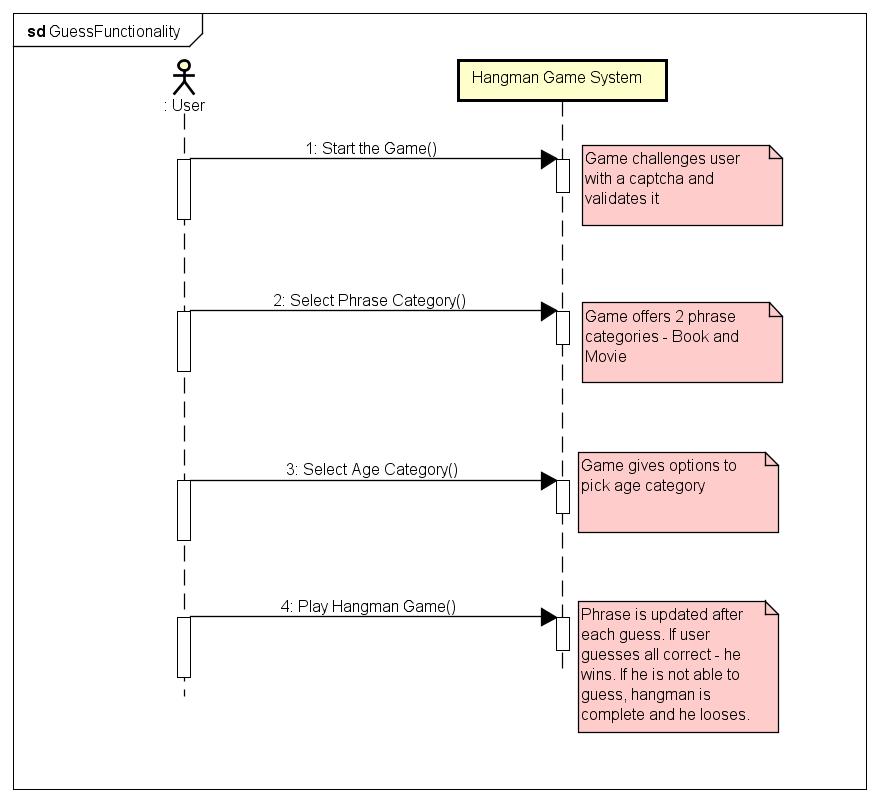 sd GuessFunctionality
: User
Hangman Game System
1: Start the Game()
Game challenges user
with a captcha and
validates it
2: Select Phrase Category()
Game offers 2 phrase
categories - Book and
Movie
3: Select Age Category()
Game gives options to
pick age category
4: Play Hangman Game()
Phrase is updated after
each guess. If user
guesses all correct - he
wins. If he is not able to
guess, hangman is
complete and he looses.